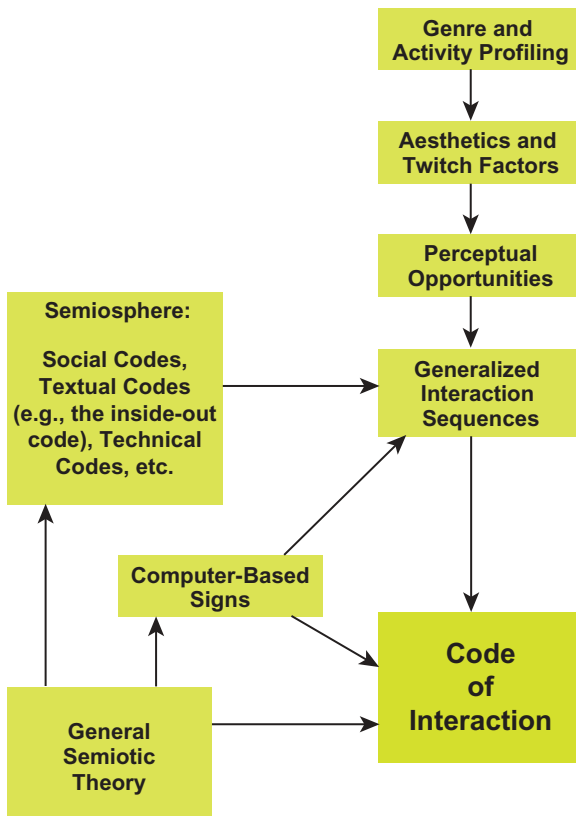 Genre and
Activity Profiling
Aesthetics and
Twitch Factors
Perceptual
Opportunities
Semiosphere:
Social Codes,
Textual Codes
(e.g., the inside-out
code), Technical
Codes, etc.
Generalized
Interaction
Sequences
Computer-Based
Signs
Code
of
Interaction
General
Semiotic
Theory